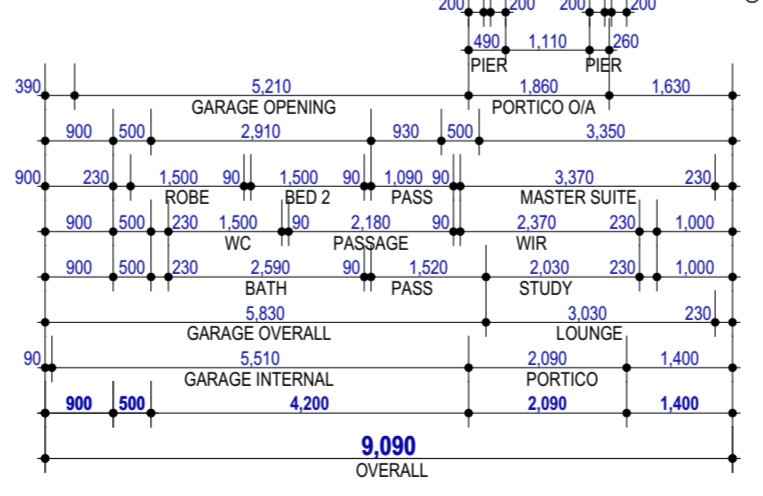 200 200 200 200
490 1,110 260
PIER PIER
390 5,210 1,860 1,630
GARAGE OPENING PORTICO O/A
900 500 2,910 930 500 3,350
900 230 1,500 90 1,500 90 1,090 90 3,370 230
ROBE BED 2 PASS MASTER SUITE
900 500 230 1,500 90 2,180 90 2,370 230 1,000
WC PASSAGE WIR
900 500 230 2,590 90 1,520 2,030 230 1,000
BATH PASS STUDY
5,830 3,030 230
GARAGE OVERALL LOUNGE
90 5,510 2,090 1,400
GARAGE INTERNAL PORTICO
900 500 4,200 2,090 1,400
9,090
OVERALL